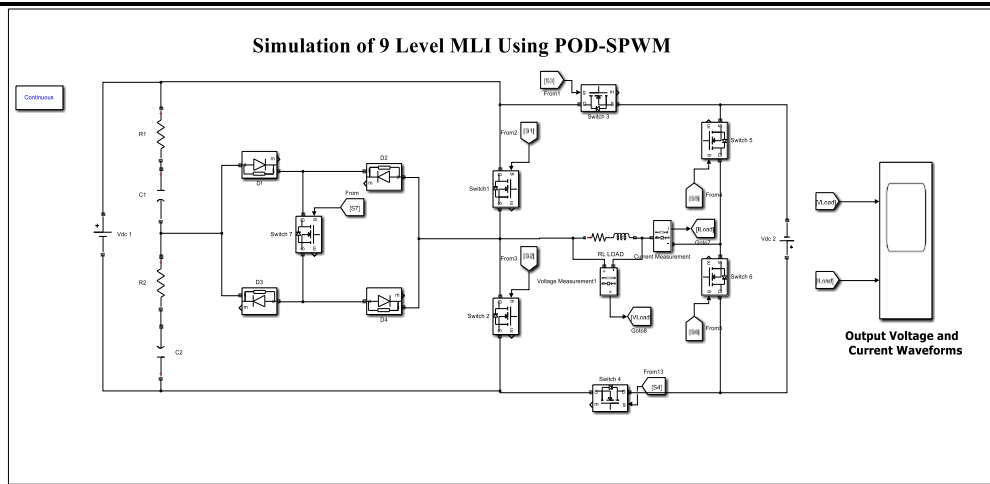 Simulation of 9 Level MLI Using POD-SPWM
Continuous
R1
C1
Vdc 1
R2
C2
D1
D2
m
m
From
[S7]
Switch 7
D3
D4
m
m
From2
[S1]
Switch1
From3
[S2]
Switch 2
[S3]
From1
g
m
Switch 3
Switch 5
From4
[S5]
RL LOAD
[ILoad]
Goto7
Current Measurement
Voltage Measurement1
[VLoad]
Goto8
Switch 6
Vdc 2
Switch 4
From13
[S4]
m
g
[VLoad]
[ILoad]
Output Voltage and
Current Waveforms